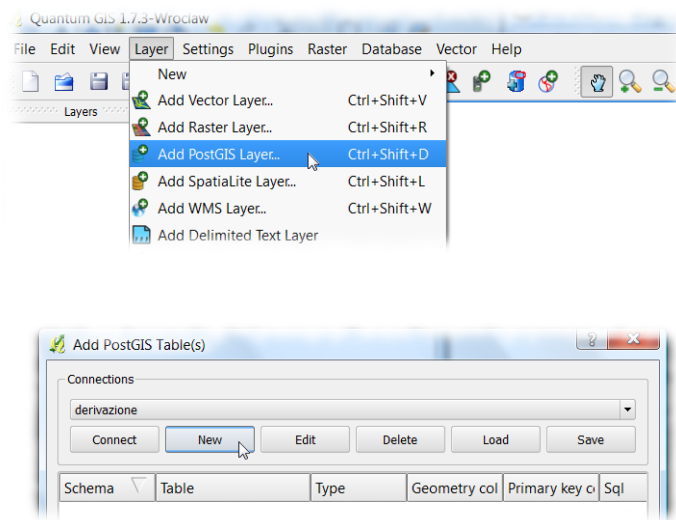 Quantum GIS 1.7.3-Wroclaw
File Edit View Layer Settings Plugins Raster Database Vector Help
New
Layers
Add Vector Layer... Ctrl+Shift+V
Add Raster Layer... Ctrl+Shift+R
Add PostGIS Layer... Ctrl+Shift+D
Add SpatiaLite Layer... Ctrl+Shift+L
Add WMS Layer... Ctrl+Shift+W
Add Delimited Text Layer
Add PostGIS Table(s)
Connections
derivazione
Connect New Edit Delete Load Save
Schema Table Type Geometry col Primary key c Sql